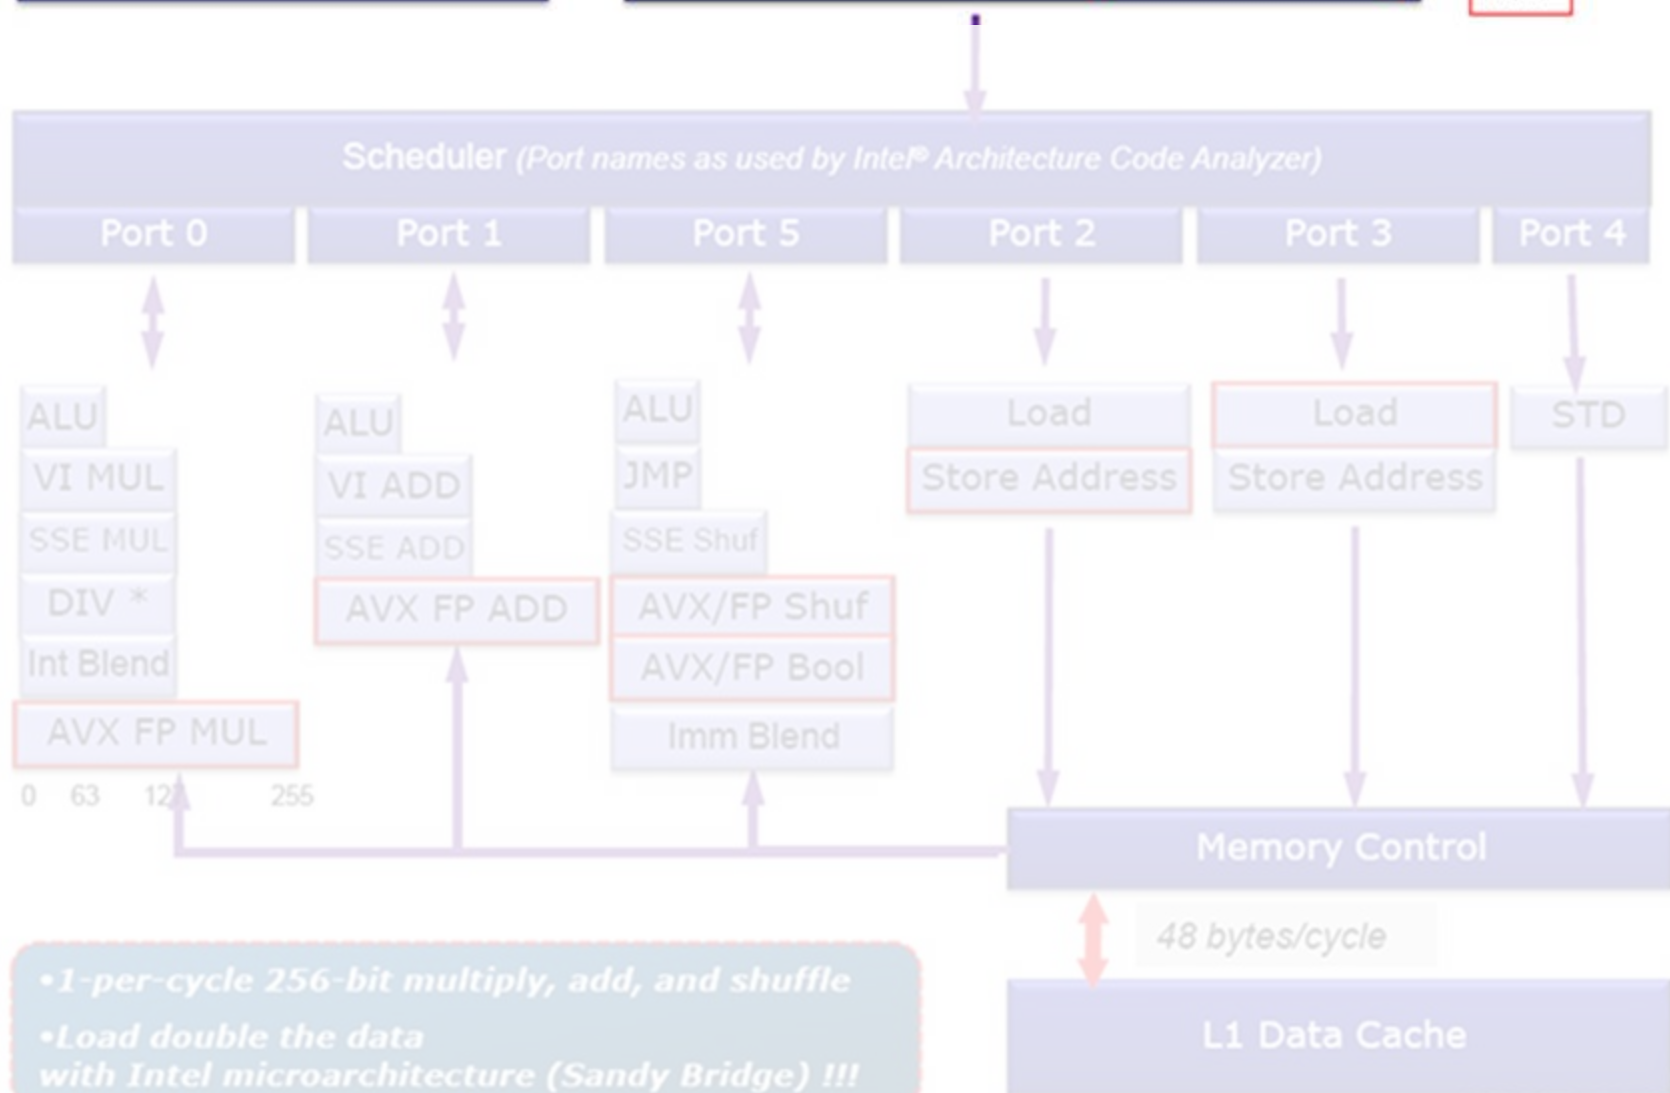 Scheduler (Port names as used by Intel® Architecture Code Analyzer)
Port 0
Port 1
Port 5
Port 2
Port 3
Port 4
ALU
VI MUL
SSE MUL
DIV *
Int Blend
AVX FP MUL
0 63 127 255
ALU
VI ADD
SSE ADD
AVX FP ADD
ALU
JMP
SSE Shuf
AVX/FP Shuf
AVX/FP Bool
Imm Blend
Load
Store Address
Load
Store Address
STD
Memory Control
48 bytes/cycle
L1 Data Cache
•1-per-cycle 256-bit multiply, add, and shuffle
•Load double the data
with Intel microarchitecture (Sandy Bridge) !!!